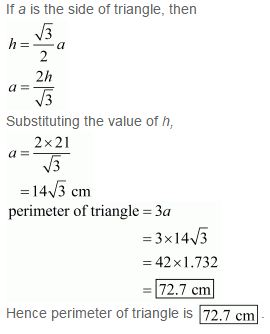 If a is the side of triangle, then
h = √3/2 a
a = 2h/√3
Substituting the value of h,
a = 2×21/√3
= 14√3 cm
perimeter of triangle = 3a
= 3×14√3
= 42×1.732
= 72.7 cm
Hence perimeter of triangle is 72.7 cm.